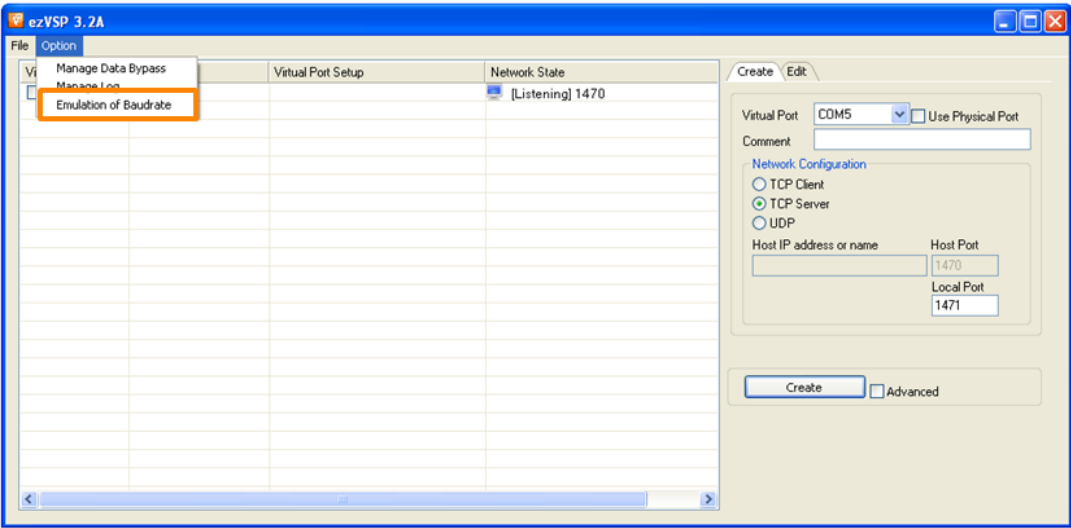 ezVSP 3.2A
File Option
Manage Data Bypass
Manage Log
Emulation of Baudrate
Virtual Port Setup Network State
[Listening] 1470
Create Edit
Virtual Port COM5 Use Physical Port
Comment
Network Configuration
TCP Client
TCP Server
UDP
Host IP address or name Host Port
1470
Local Port
1471
Create Advanced